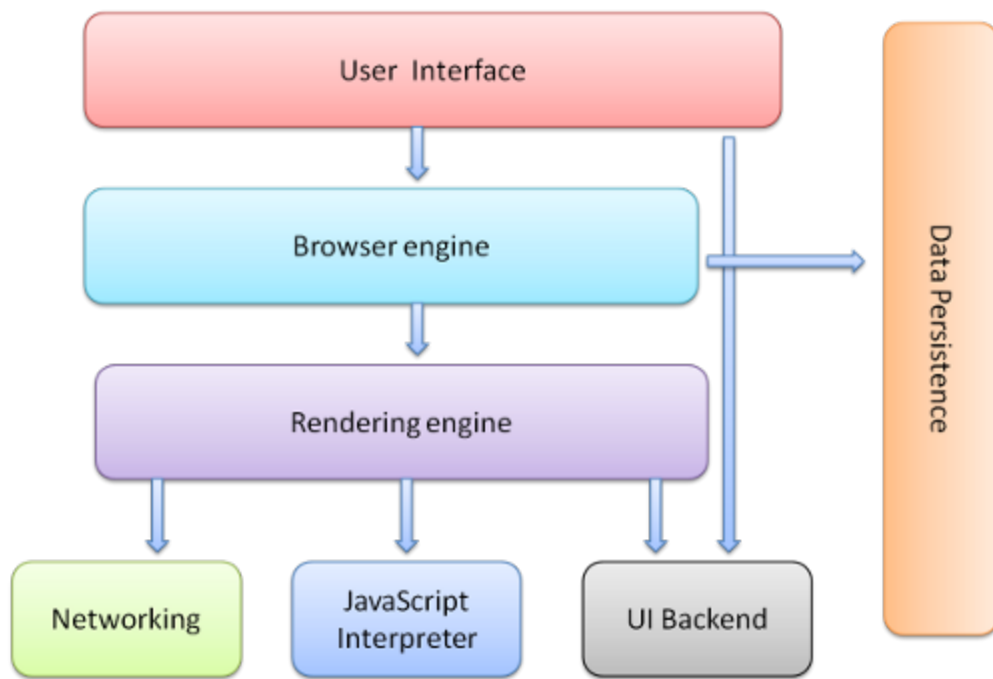 User Interface
Browser engine
Data Persistence
Rendering engine
Networking
JavaScript
Interpreter
UI Backend